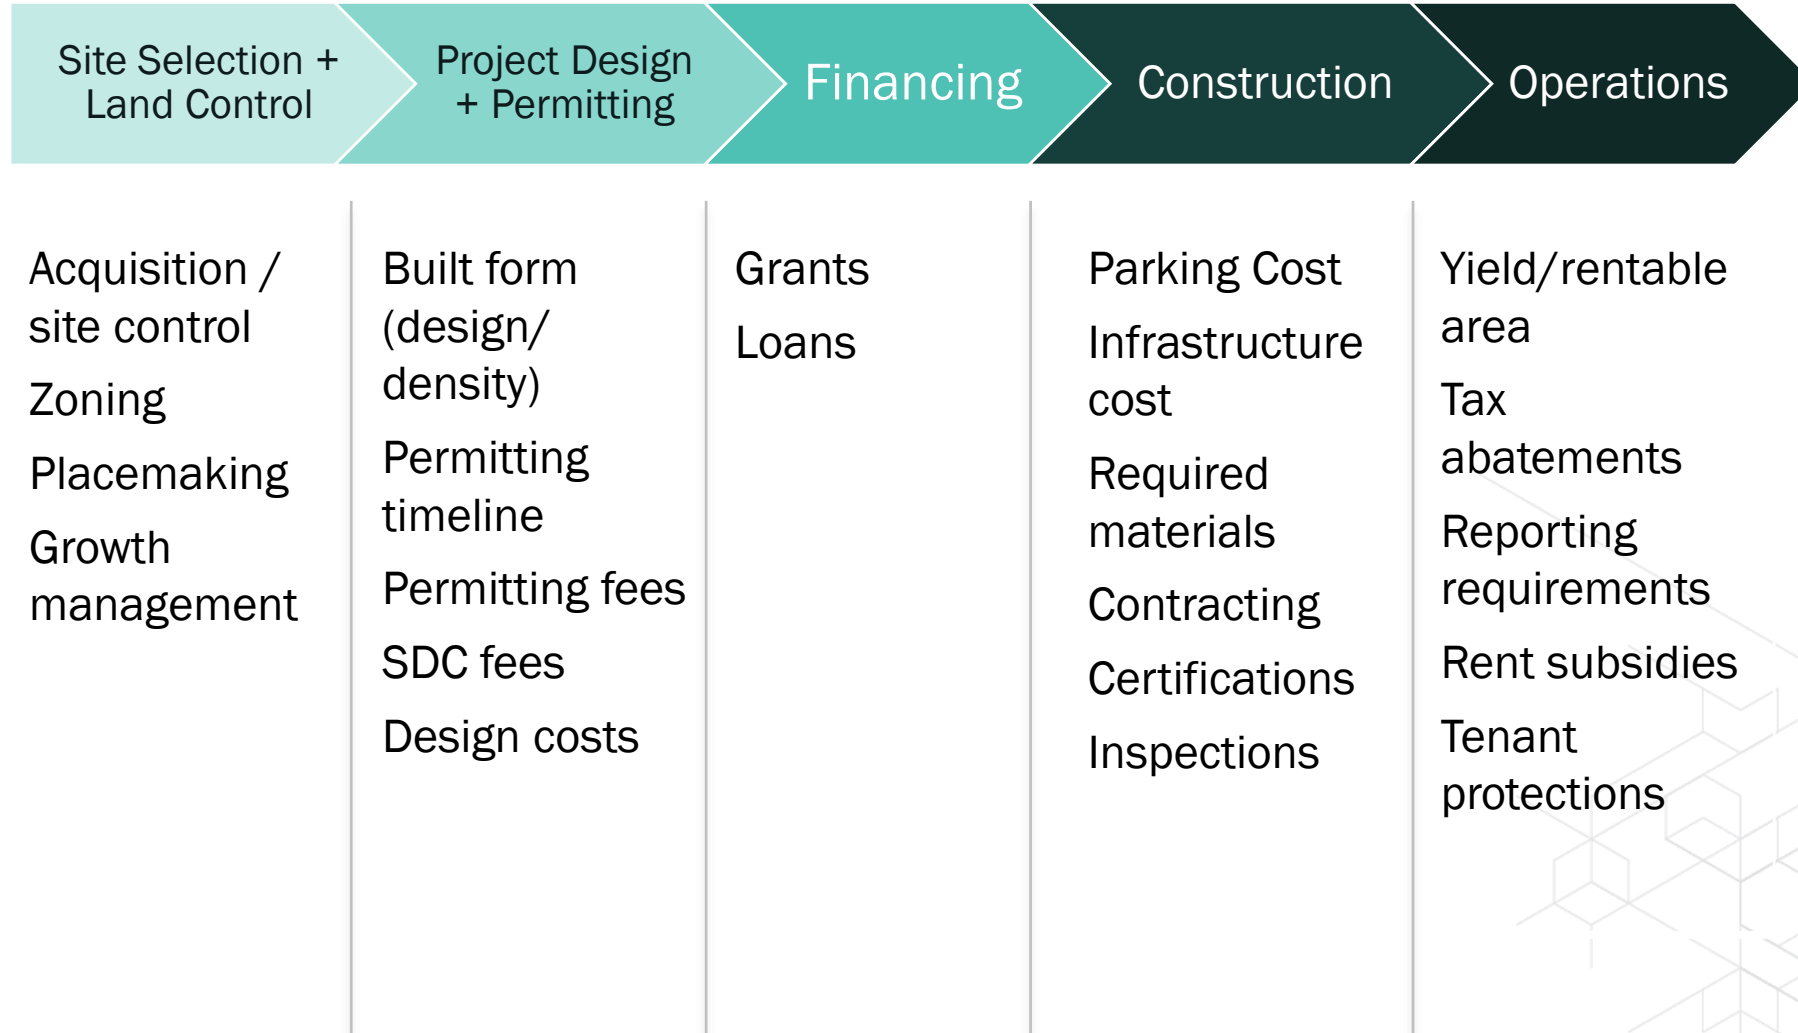 Site Selection +
Land Control
Project Design
+ Permitting
Financing
Construction
Operations
Acquisition /
site control
Zoning
Placemaking
Growth
management
Built form
(design/
density)
Permitting
timeline
Permitting fees
SDC fees
Design costs
Grants
Loans
Parking Cost
Infrastructure
cost
Required
materials
Contracting
Certifications
Inspections
Yield/rentable
area
Tax
abatements
Reporting
requirements
Rent subsidies
Tenant
protections